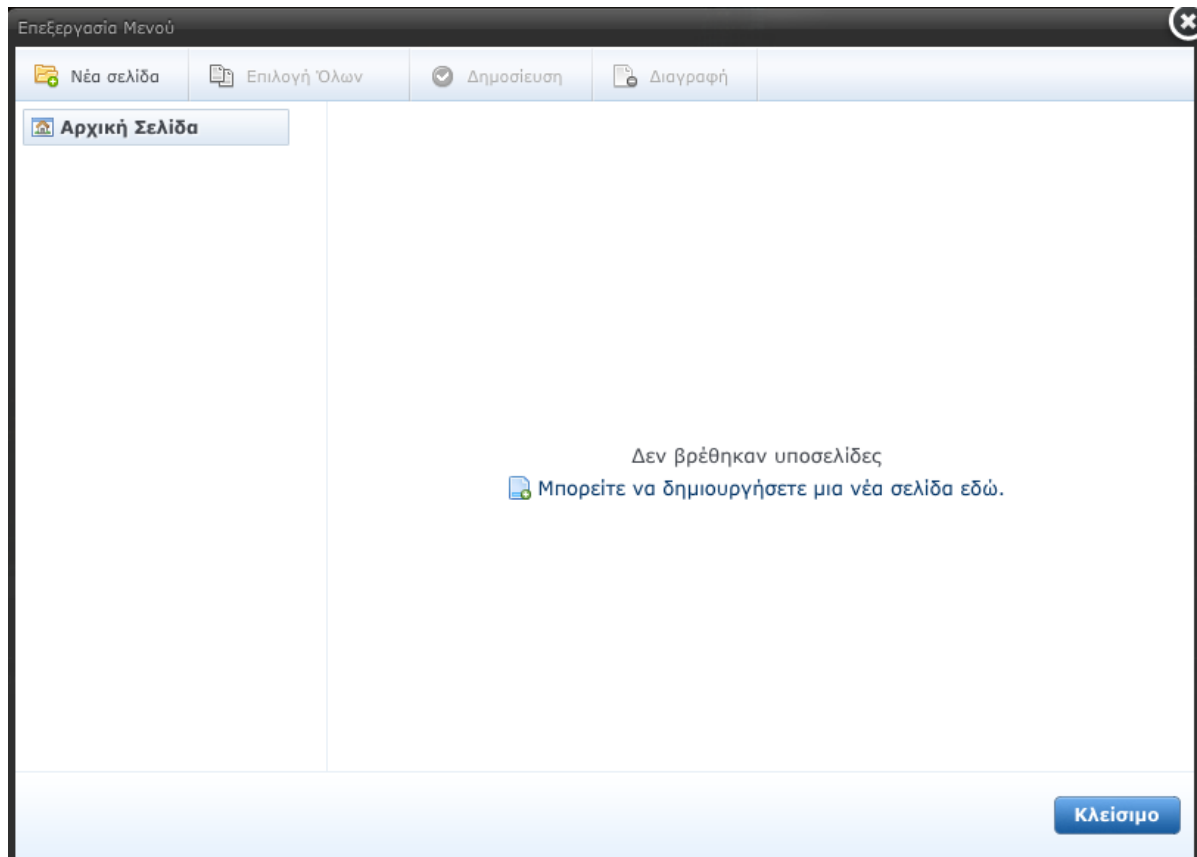 Επεξεργασία Μενού
Νέα σελίδα Επιλογή Όλων Δημοσίευση Διαγραφή
Αρχική Σελίδα
Δεν βρέθηκαν υποσελίδες
Μπορείτε να δημιουργήσετε μια νέα σελίδα εδώ.
Κλείσιμο